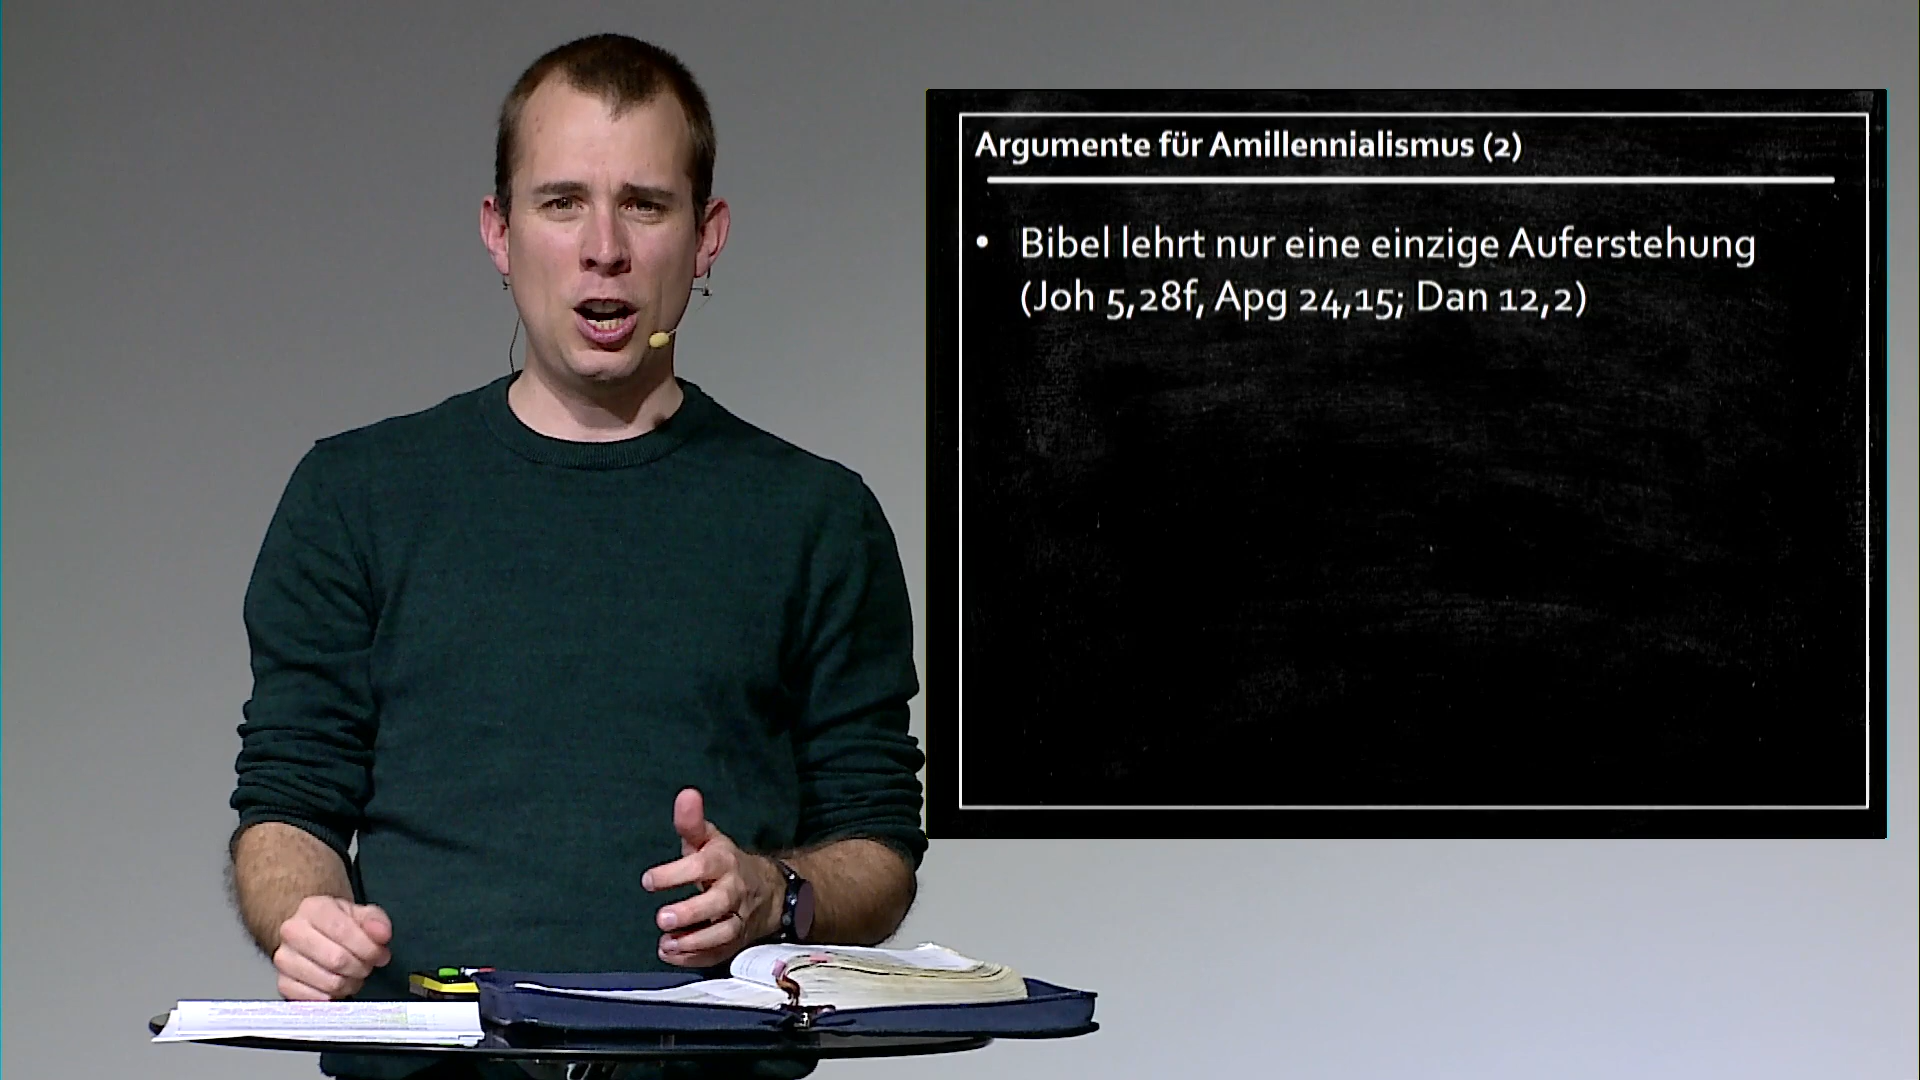 Argumente für Amillennialismus (2)
• Bibel lehrt nur eine einzige Auferstehung
(Joh 5,28f, Apg 24,15; Dan 12,2)